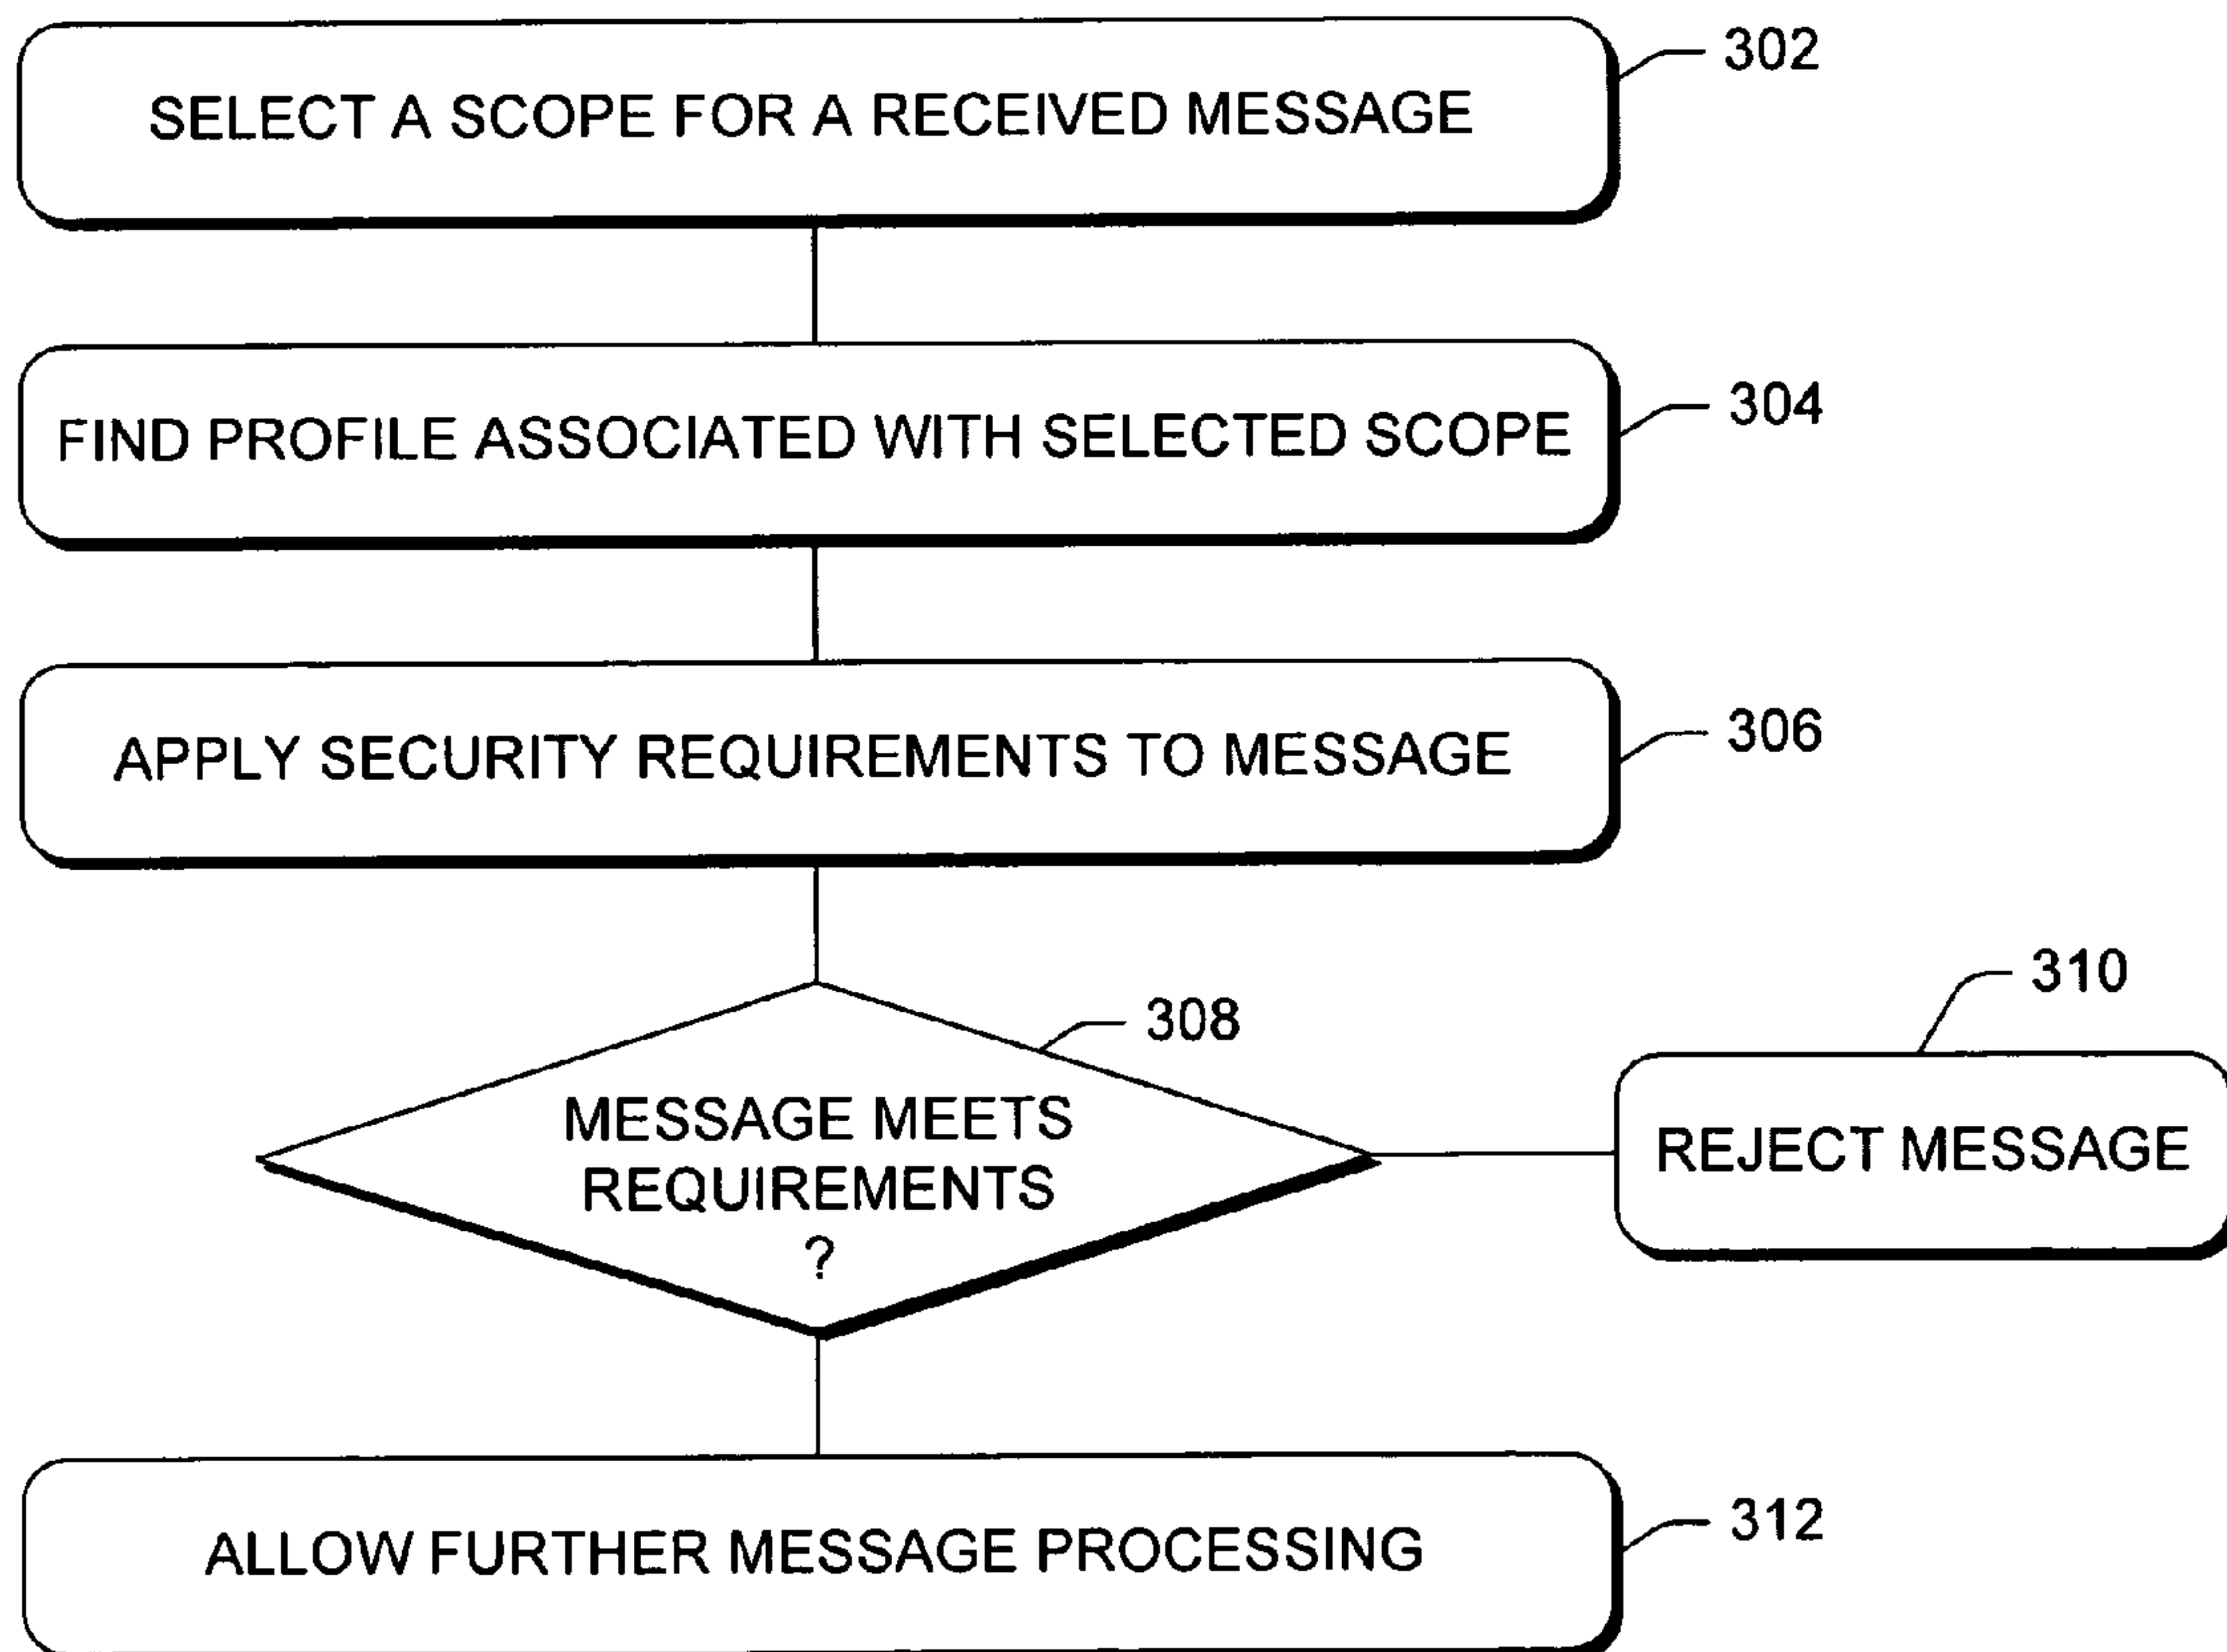 302
SELECT A SCOPE FOR A RECEIVED MESSAGE
304
FIND PROFILE ASSOCIATED WITH SELECTED SCOPE
306
APPLY SECURITY REQUIREMENTS TO MESSAGE
308
MESSAGE MEETS
REQUIREMENTS
?
310
REJECT MESSAGE
312
ALLOW FURTHER MESSAGE PROCESSING